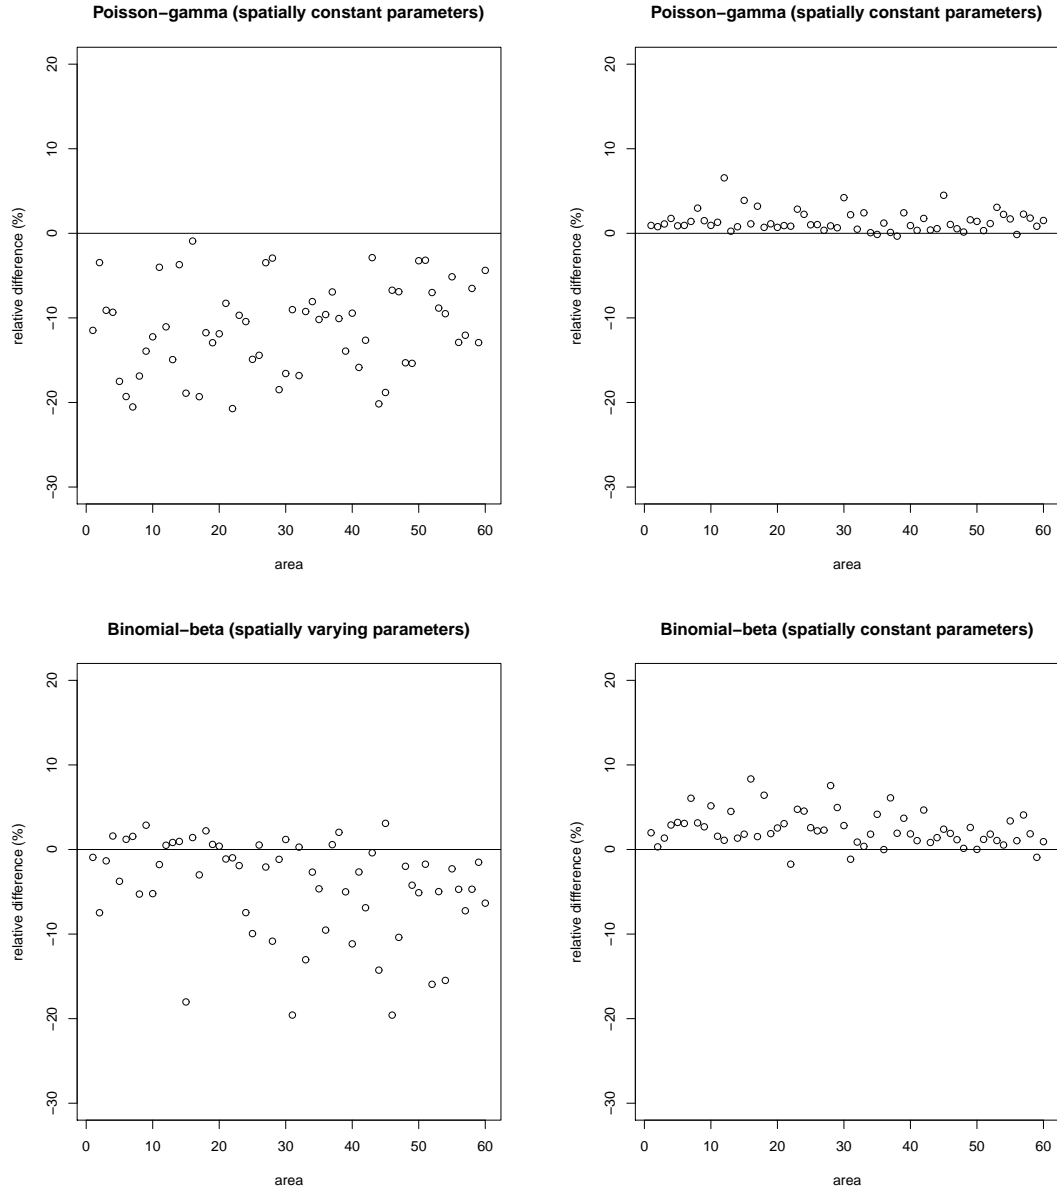 Poisson−gamma (spatially constant parameters)
20
10
0
−10
−20
−30
relative difference (%)
0 10 20 30 40 50 60
area
Poisson−gamma (spatially constant parameters)
20
10
0
−10
−20
−30
relative difference (%)
0 10 20 30 40 50 60
area
Binomial−beta (spatially varying parameters)
20
10
0
−10
−20
−30
relative difference (%)
0 10 20 30 40 50 60
area
Binomial−beta (spatially constant parameters)
20
10
0
−10
−20
−30
relative difffference (%)
0 10 20 30 40 50 60
area